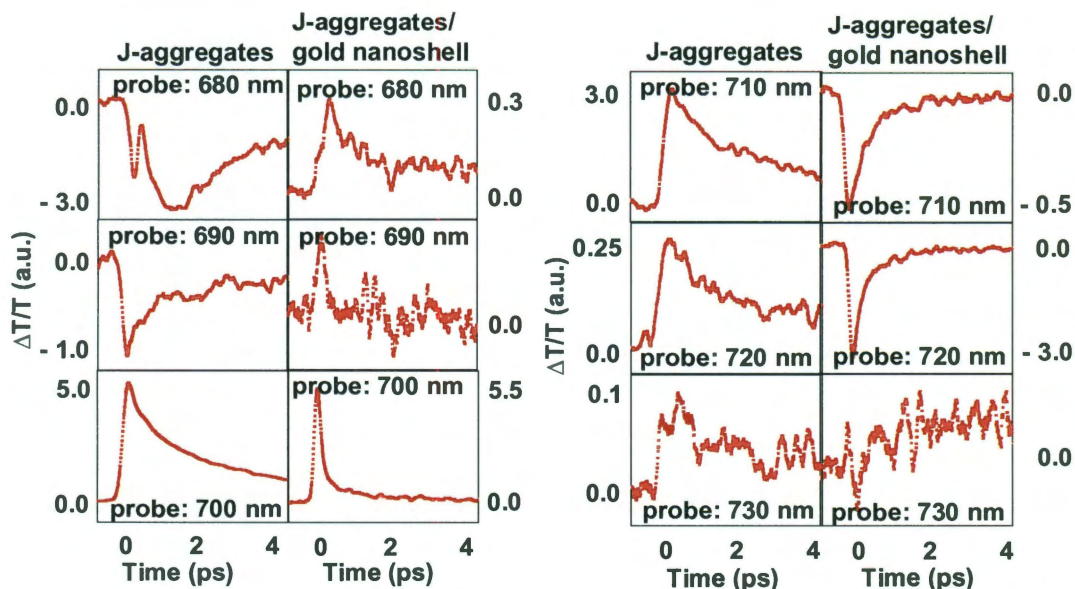 J-aggregates
J-aggregates/
gold nanoshell
probe: 680 nm
probe: 680 nm
0.0
- 3.0
0.3
0.0
probe: 690 nm
probe: 690 nm
0.0
- 1.0
0.0
ΔT/T (a.u.)
probe: 700 nm
probe: 700 nm
5.0
0.0
5.5
0.0
0 2 4
0 2 4
Time (ps)
Time (ps)
J-aggregates
J-aggregates/
gold nanoshell
probe: 710 nm
probe: 710 nm
3.0
0.0
0.0
- 0.5
probe: 720 nm
probe: 720 nm
0.25
0.0
0.0
- 3.0
ΔT/T (a.u.)
probe: 730 nm
probe: 730 nm
0.1
0.0
0.0
0 2 4
0 2 4
Time (ps)
Time (ps)